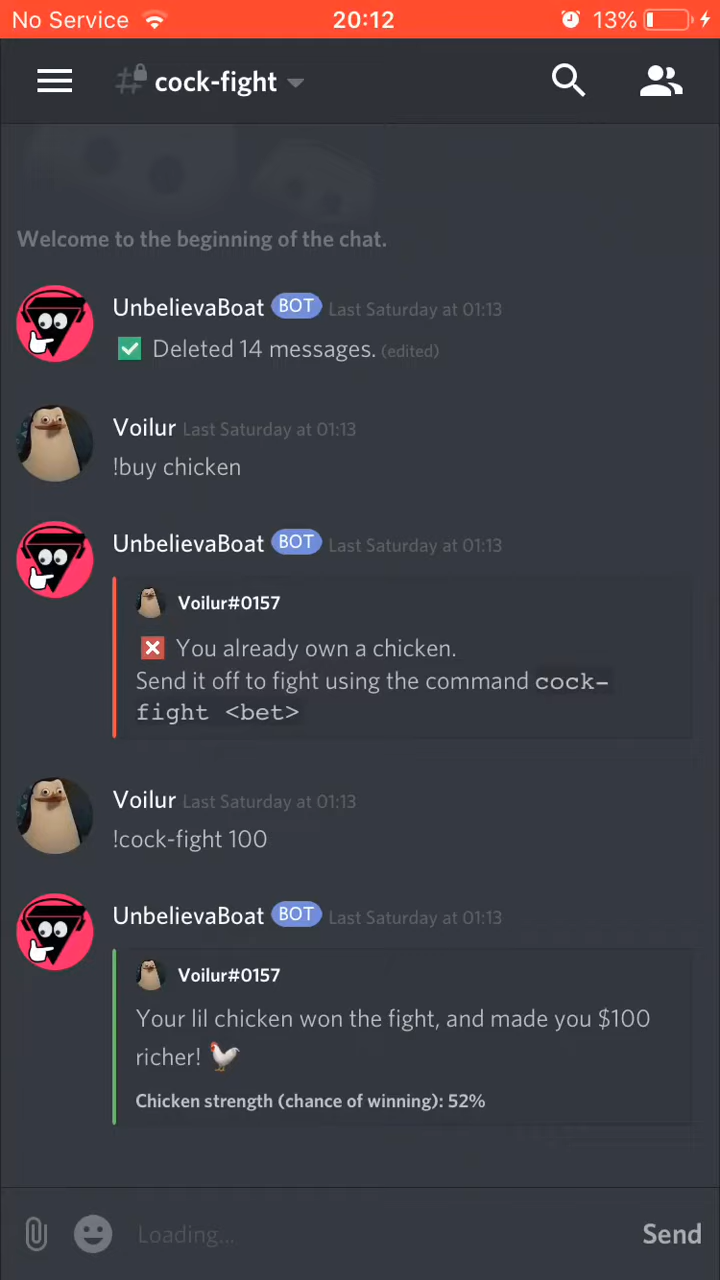 No Service 20:12 13%
cock-fight
Welcome to the beginning of the chat.
UnbelievaBoat BOT Last Saturday at 01:13
Deleted 14 messages. (edited)
Voilur Last Saturday at 01:13
!buy chicken
UnbelievaBoat BOT Last Saturday at 01:13
Voilur#0157
You already own a chicken.
Send it off to fight using the command cock-
fight <bet>
Voilur Last Saturday at 01:13
!cock-fight 100
UnbelievaBoat BOT Last Saturday at 01:13
Voilur#0157
Your lil chicken won the fight, and made you $100
richer! 🐓
Chicken strength (chance of winning): 52%
Loading... Send